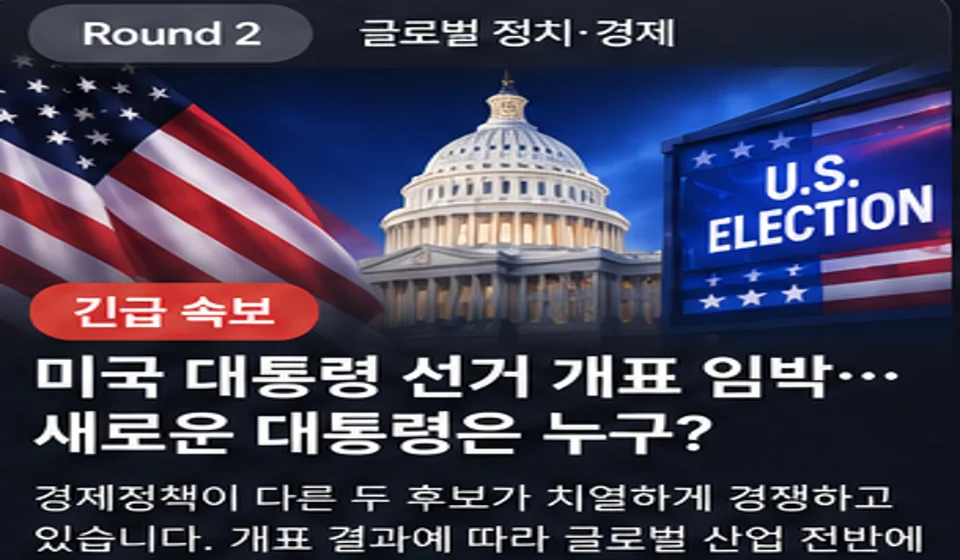 Round 2 글로벌 정치·경제
U.S.
ELECTION
긴급 속보
미국 대통령 선거 개표 임박…
새로운 대통령은 누구?
경제정책이 다른 두 후보가 치열하게 경쟁하고
있습니다. 개표 결과예 따라 글로벌 산업 전반에